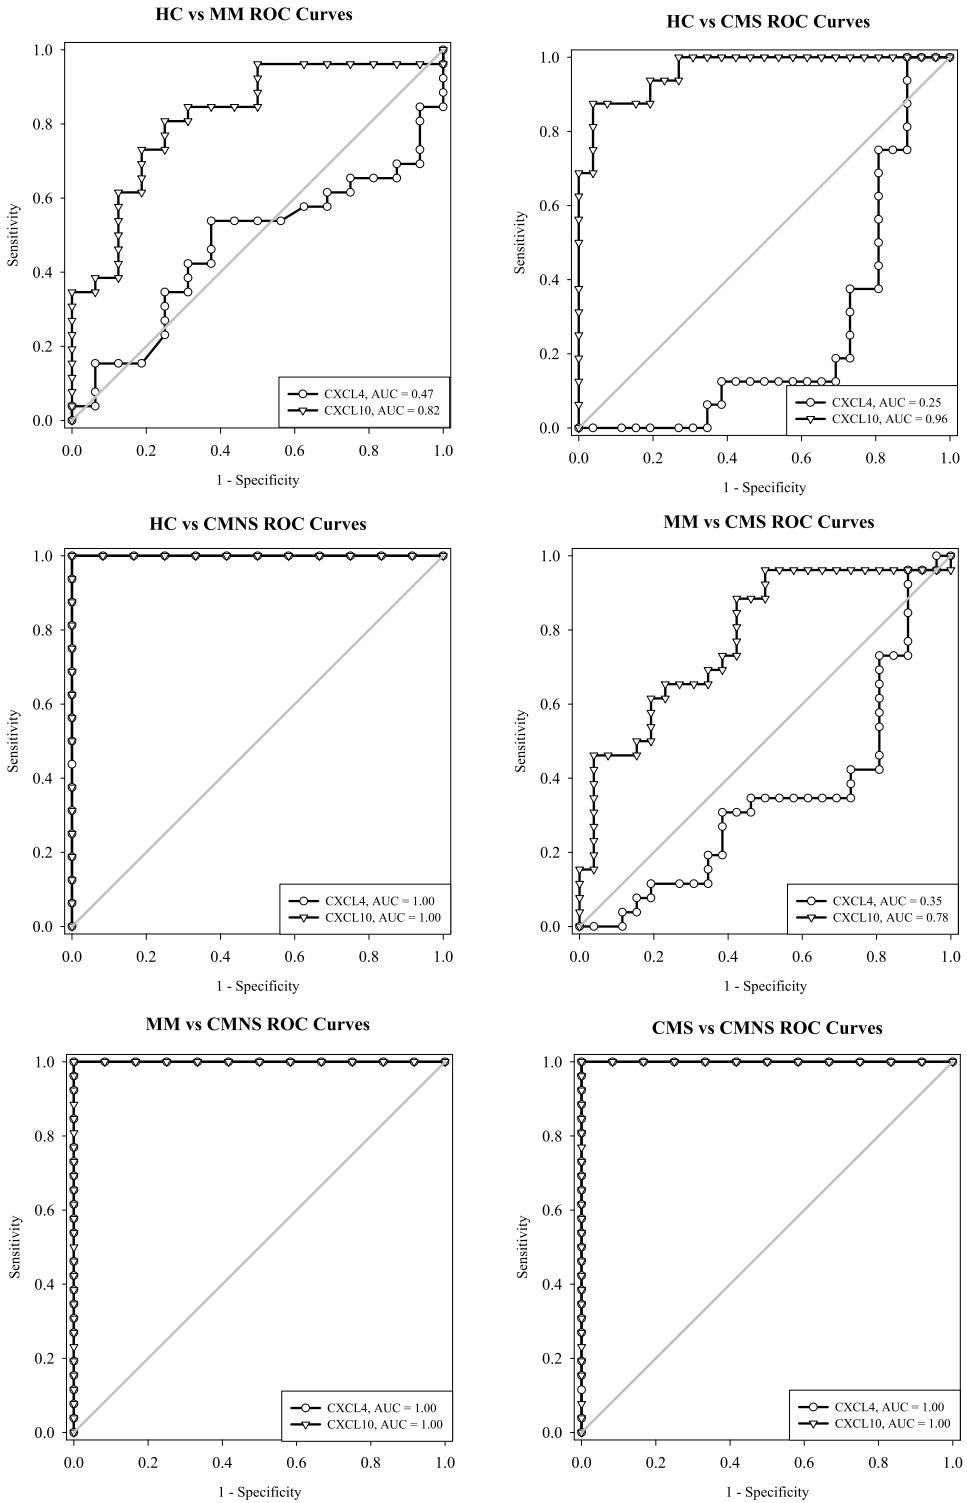 HC vs MM ROC Curves
1.0
0.8
0.6
0.4
0.2
0.0
Sensitivity
CXCL4, AUC = 0.47
CXCL10, AUC = 0.82
0.0 0.2 0.4 0.6 0.8 1.0
1 - Specificity
HC vs CMS ROC Curves
1.0
0.8
0.6
0.4
0.2
0.0
Sensitivity
CXCL4, AUC = 0.25
CXCL10, AUC = 0.96
0.0 0.2 0.4 0.6 0.8 1.0
1 - Specificity
HC vs CMNS ROC Curves
1.0
0.8
0.6
0.4
0.2
0.0
Sensitivity
CXCL4, AUC = 1.00
CXCL10, AUC = 1.00
0.0 0.2 0.4 0.6 0.8 1.0
1 - Specificity
MM vs CMS ROC Curves
1.0
0.8
0.6
0.4
0.2
0.0
Sensitivity
CXCL4, AUC = 0.35
CXCL10, AUC = 0.78
0.0 0.2 0.4 0.6 0.8 1.0
1 - Specificity
MM vs CMNS ROC Curves
1.0
0.8
0.6
0.4
0.2
0.0
Sensitivity
CXCL4, AUC = 1.00
CXCL10, AUC = 1.00
0.0 0.2 0.4 0.6 0.8 1.0
1 - Specificity
CMS vs CMNS ROC Curves
1.0
0.8
0.6
0.4
0.2
0.0
Sensitivity
CXCL4, AUC = 1.00
CXCL10, AUC = 1.00
0.0 0.2 0.4 0.6 0.8 1.0
1 - Specificity